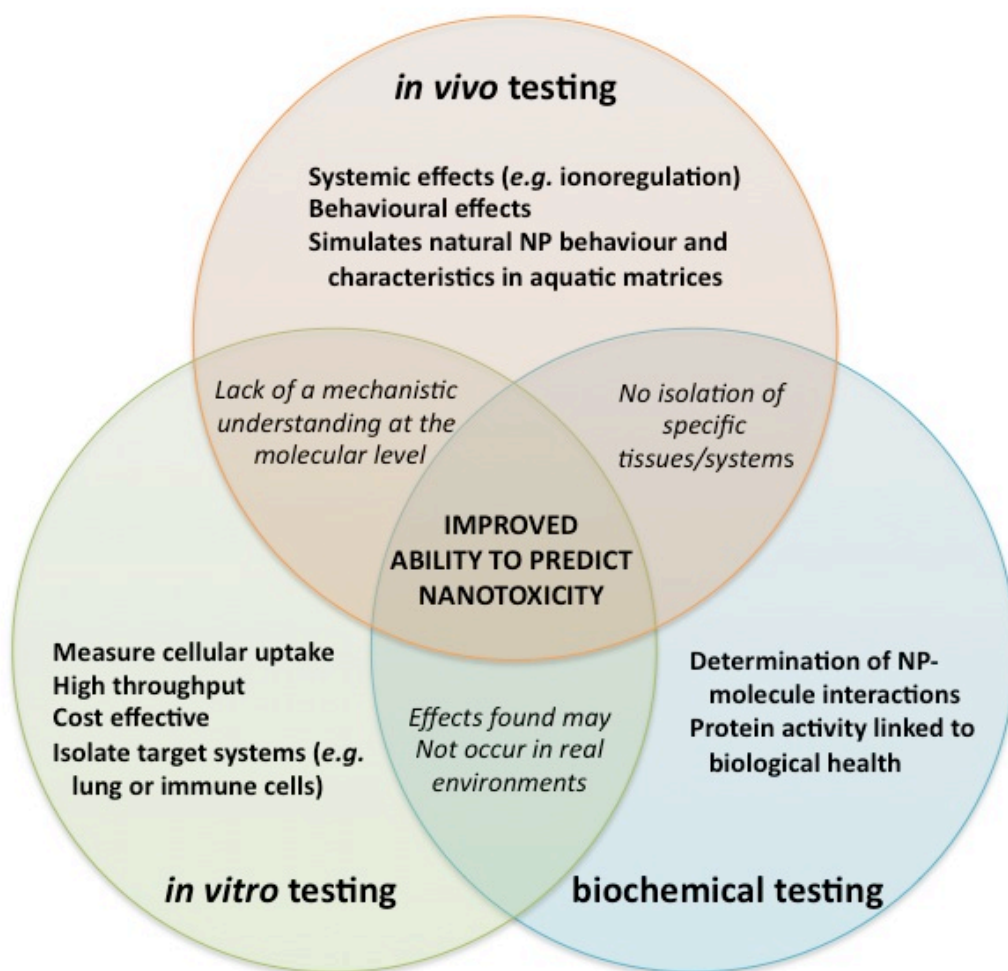 in vivo testing
Systemic effects (e.g. ionoregulation)
Behavioural effects
Simulates natural NP behaviour and
characteristics in aquatic matrices
Lack of a mechanistic
understanding at the
molecular level
No isolation of
specific
tissues/systems
IMPROVED
ABILITY TO PREDICT
NANOTOXICITY
Measure cellular uptake
High throughput
Cost effective
Isolate target systems (e.g.
lung or immune cells)
Effects found may
Not occur in real
environments
Determination of NP-
molecule interactions
Protein activity linked to
biological health
in vitro testing
biochemical testing